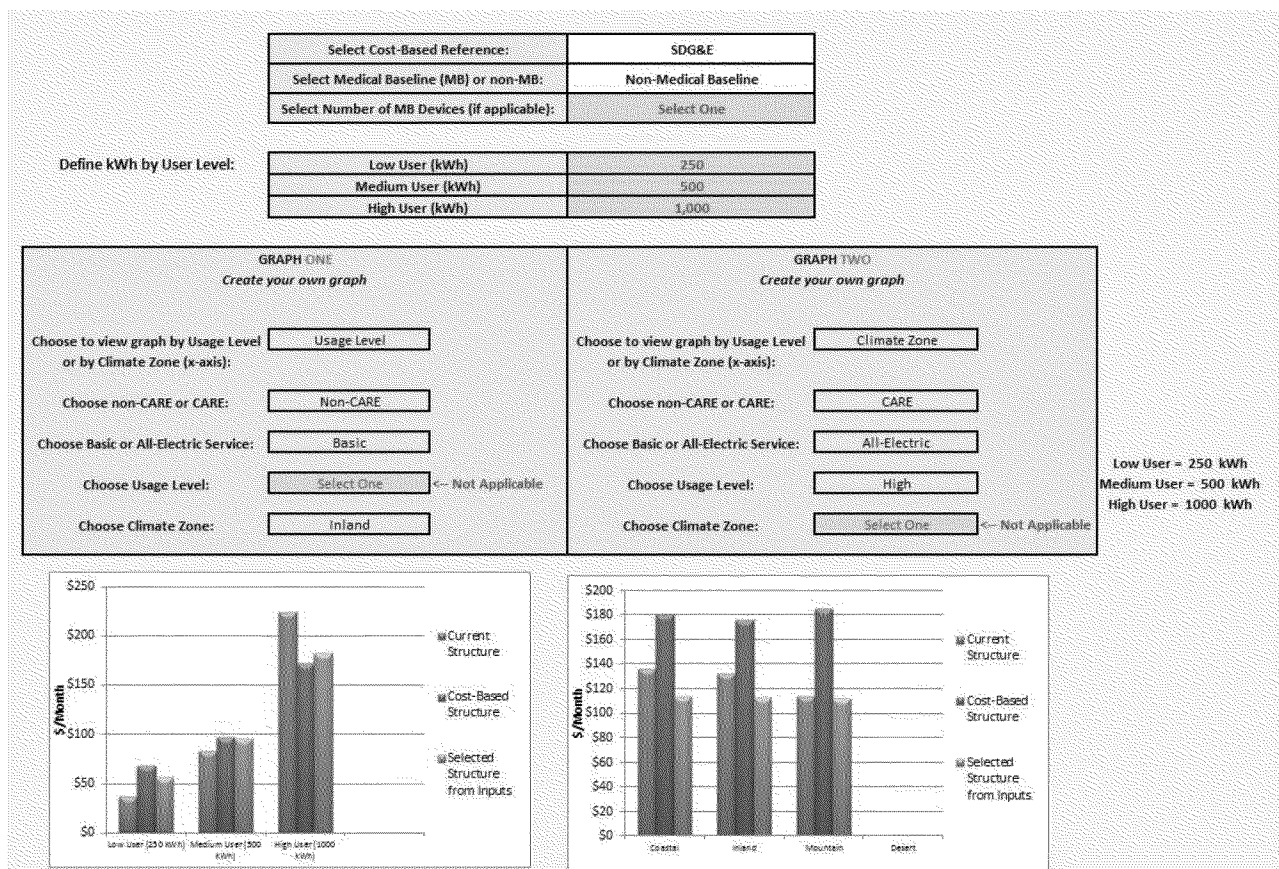 Select Cost-Based Reference: SDG&E
Select Medical Baseline (MB) or non-MB: Non-Medical Baseline
Select Number of MB Devices (if applicable): Select One
Define kWh by User Level:
Low User (kWh) 250
Medium User (kWh) 500
High User (kWh) 1,000
GRAPH ONE
Create your own graph
Choose to view graph by Usage Level
or by Climate Zone (x-axis):
Usage Level
Choose non-CARE or CARE: Non-CARE
Choose Basic or All-Electric Service: Basic
Choose Usage Level: Select One <-- Not Applicable
Choose Climate Zone: Inland
GRAPH TWO
Create your own graph
Choose to view graph by Usage Level
or by Climate Zone (x-axis):
Climate Zone
Choose non-CARE or CARE: CARE
Choose Basic or All-Electric Service: All-Electric
Choose Usage Level: High
Choose Climate Zone: Select One <-- Not Applicable
Low User = 250 kWh
Medium User = 500 kWh
High User = 1000 kWh
$250
$200
$150
$100
$50
$0
$/Month
Low User (250 kWh)
Medium User (500
kWh)
High User (1000
kWh)
Current
Structure
Cost-Based
Structure
Selected
Structure
from Inputs
$200
$180
$160
$140
$120
$100
$80
$60
$40
$20
$0
$/Month
Coastal
Inland
Mountain
Desert
Current
Structure
Cost-Based
Structure
Selected
Structure
from Inputs